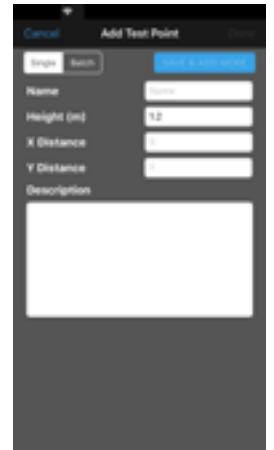 Cancel Add Test Point Done
Single Batch SAVE & ADD MORE
Name Name
Height (m) 1.2
X Distance X
Y Distance Y
Description